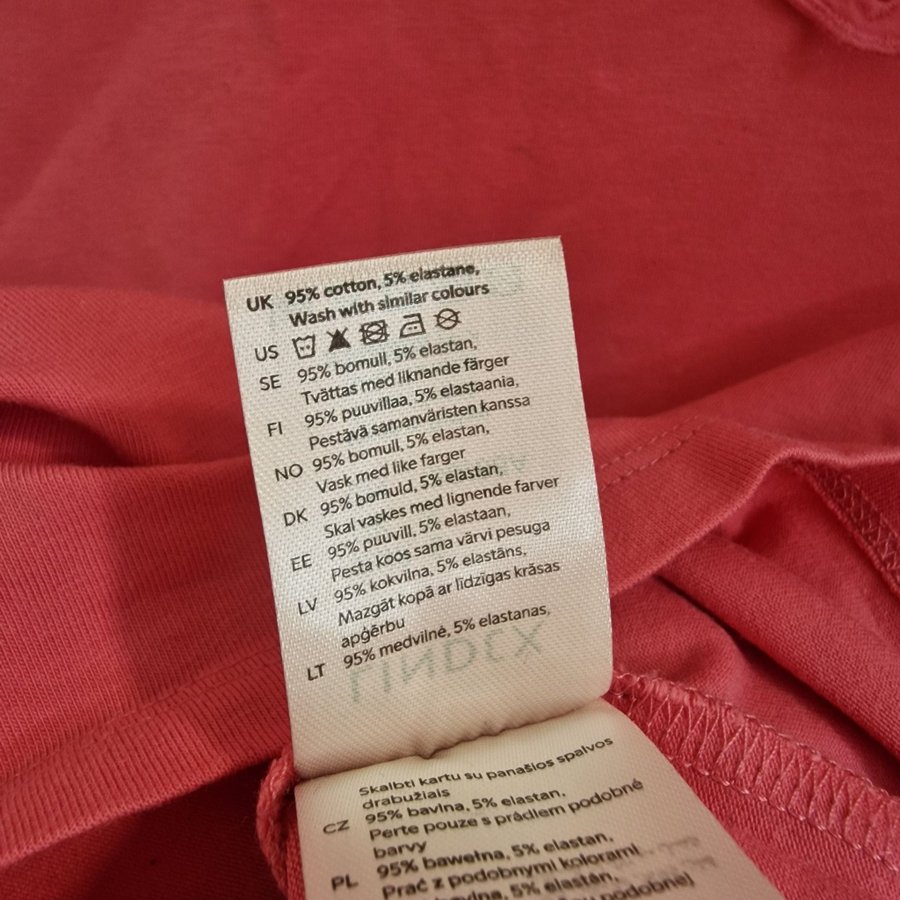 UK 95% cotton, 5% elastane,
Wash with similar colours
US
SE 95% bomull, 5% elastan,
Tvättas med liknande färger
FI 95% puuvillaa, 5% elastaania,
Pestävä samanväristen kanssa
NO 95% bomull, 5% elastan,
Vask med like farger
DK 95% bomuld, 5% elastan,
Skal vaskes med lignende farver
EE 95% puuvill, 5% elastaan,
Pesta koos sama värvi pesuga
LV 95% kokvilna, 5% elastāns,
Mazgāt kopā ar līdzīgas krāsas
apģērbu
LT 95% medvilnė, 5% elastanas,
LINDEX
Skalbti kartu su panašios spalvos
drabužiais
CZ 95% bavlna, 5% elastan,
Perte pouze s prádlem podobné
barvy
PL 95% bawełna, 5% elastan,
Prać z podobnymi kolorami
bavlna, 5% elastán,
podobnej